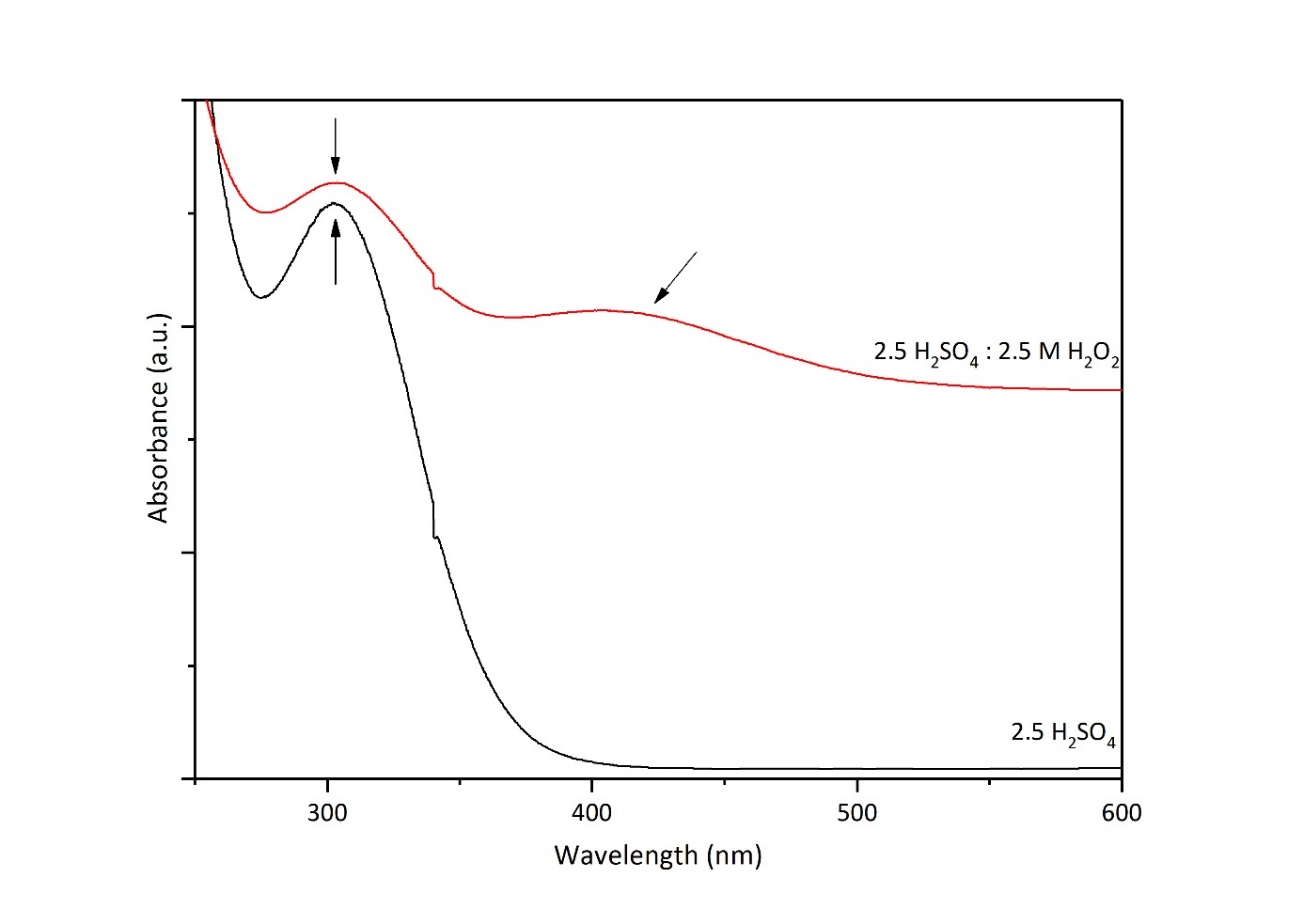 Absorbance (a.u.)
2.5 H₂SO₄ : 2.5 M H₂O₂
2.5 H₂SO₄
300 400 500 600
Wavelength (nm)